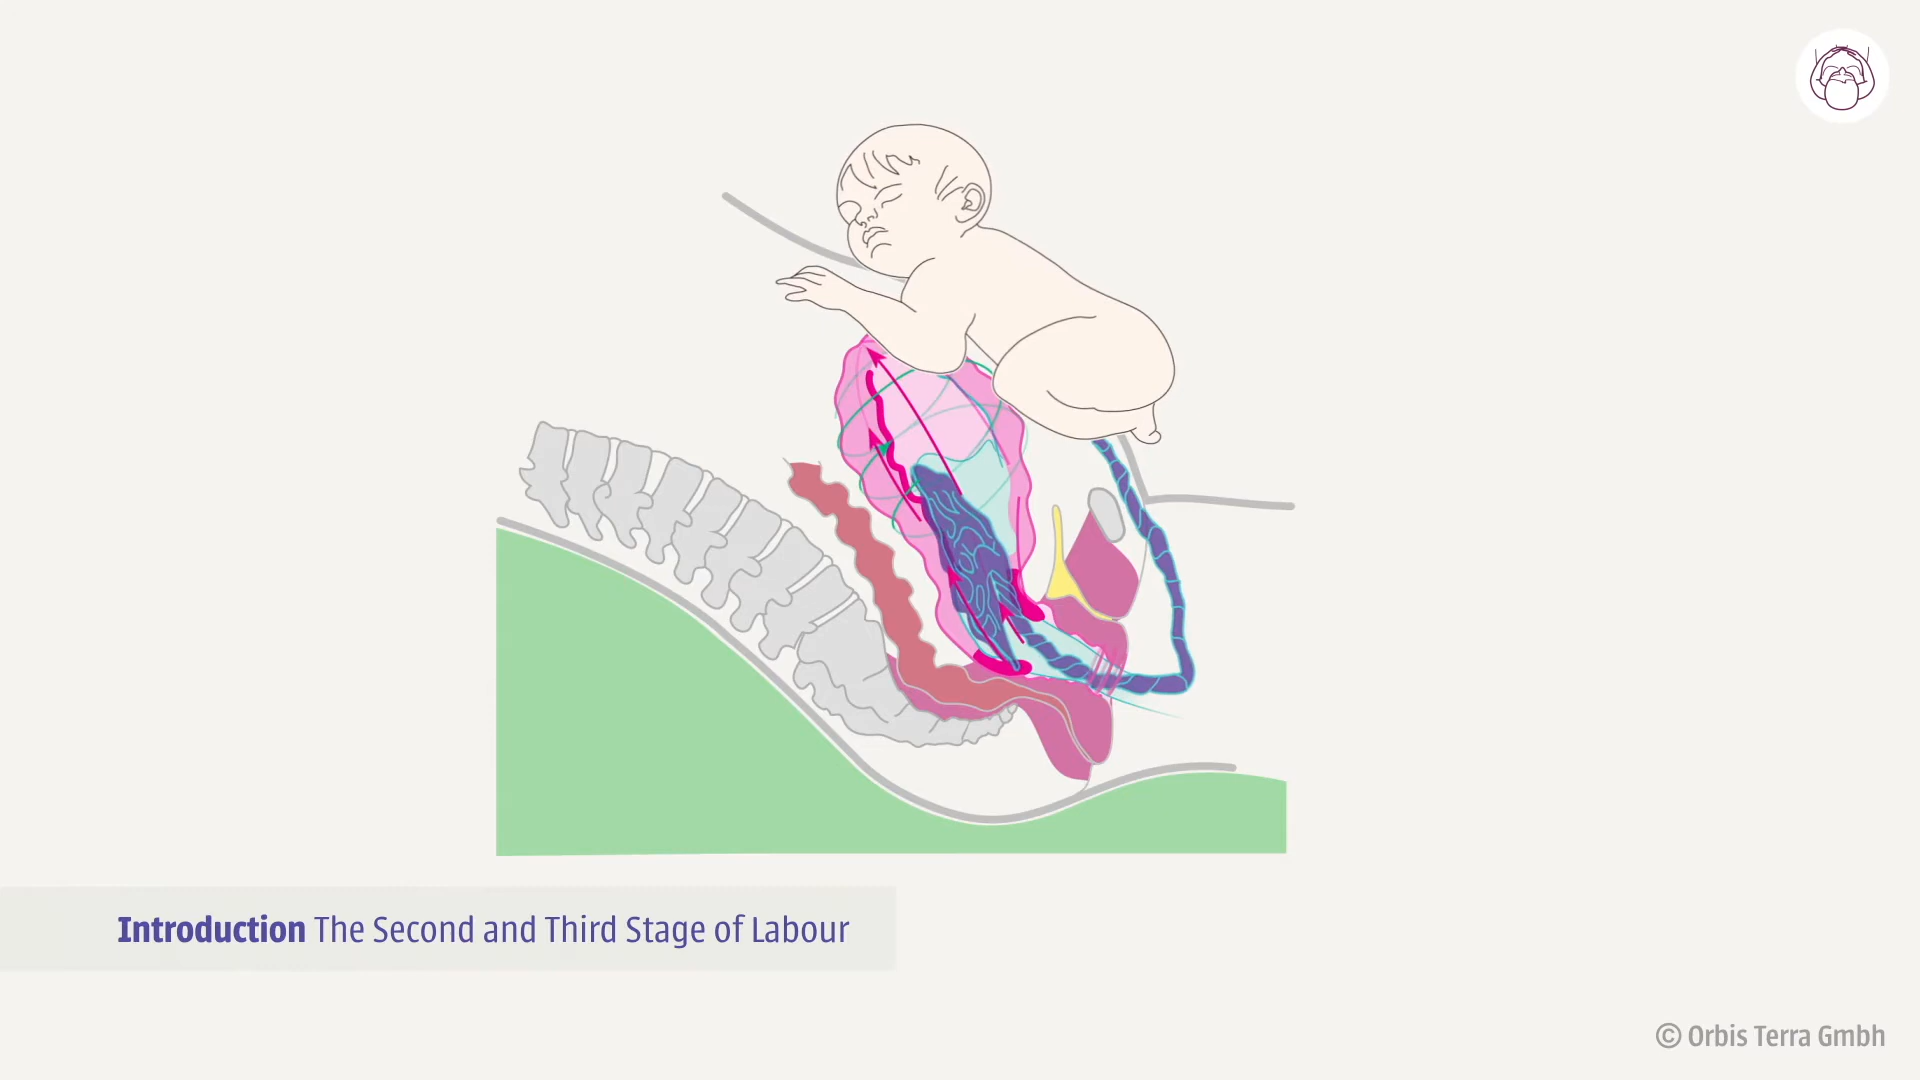 Introduction The Second and Third Stage of Labour
© Orbis Terra Gmbh